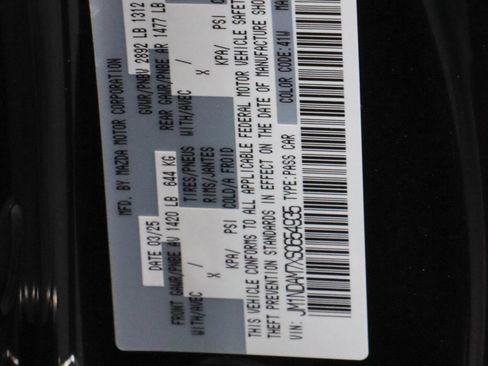 MFD. BY MAZDA MOTOR CORPORATION
DATE 03/25 GVWR/PNBV 2892 LB 1312
FRONT GAWR/PNBE AV 1420 LB 644 KG REAR GAWR/PNBE AR 1477 LB
WITH/AVEC TIRES/PNEUS WITH/AVEC
X RIMS/JANTES X
KPA/ PSI COLD/A FROID KPA/ PSI
THIS VEHICLE CONFORMS TO ALL APPLICABLE FEDERAL MOTOR VEHICLE SAFETY
THEFT PREVENTION STANDARDS IN EFFECT ON THE DATE OF MANUFACTURE SHO
VIN: JM1NDAM7XS0654935 TYPE:PASS CAR COLOR CODE:41W MA